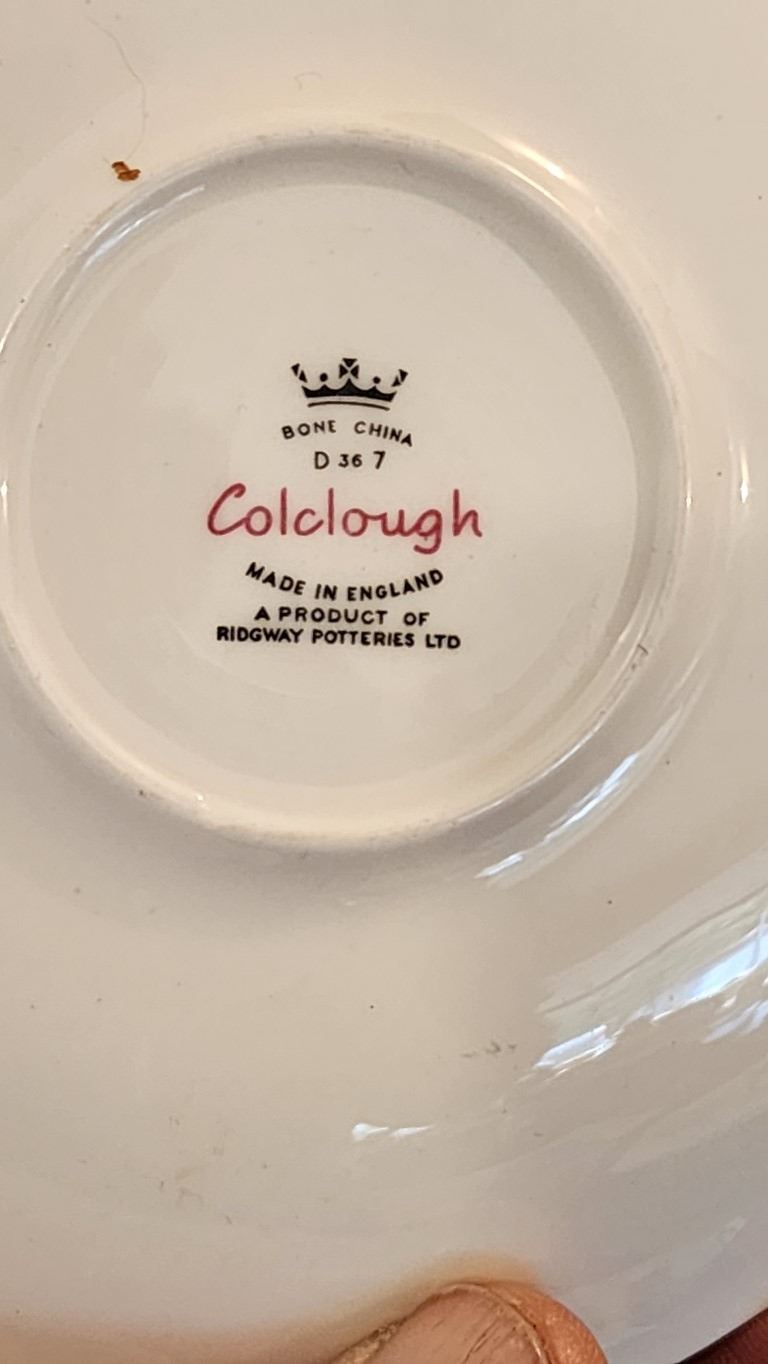 BONE CHINA
D 36 7
Colclough
MADE IN ENGLAND
A PRODUCT OF
RIDGWAY POTTERIES LTD